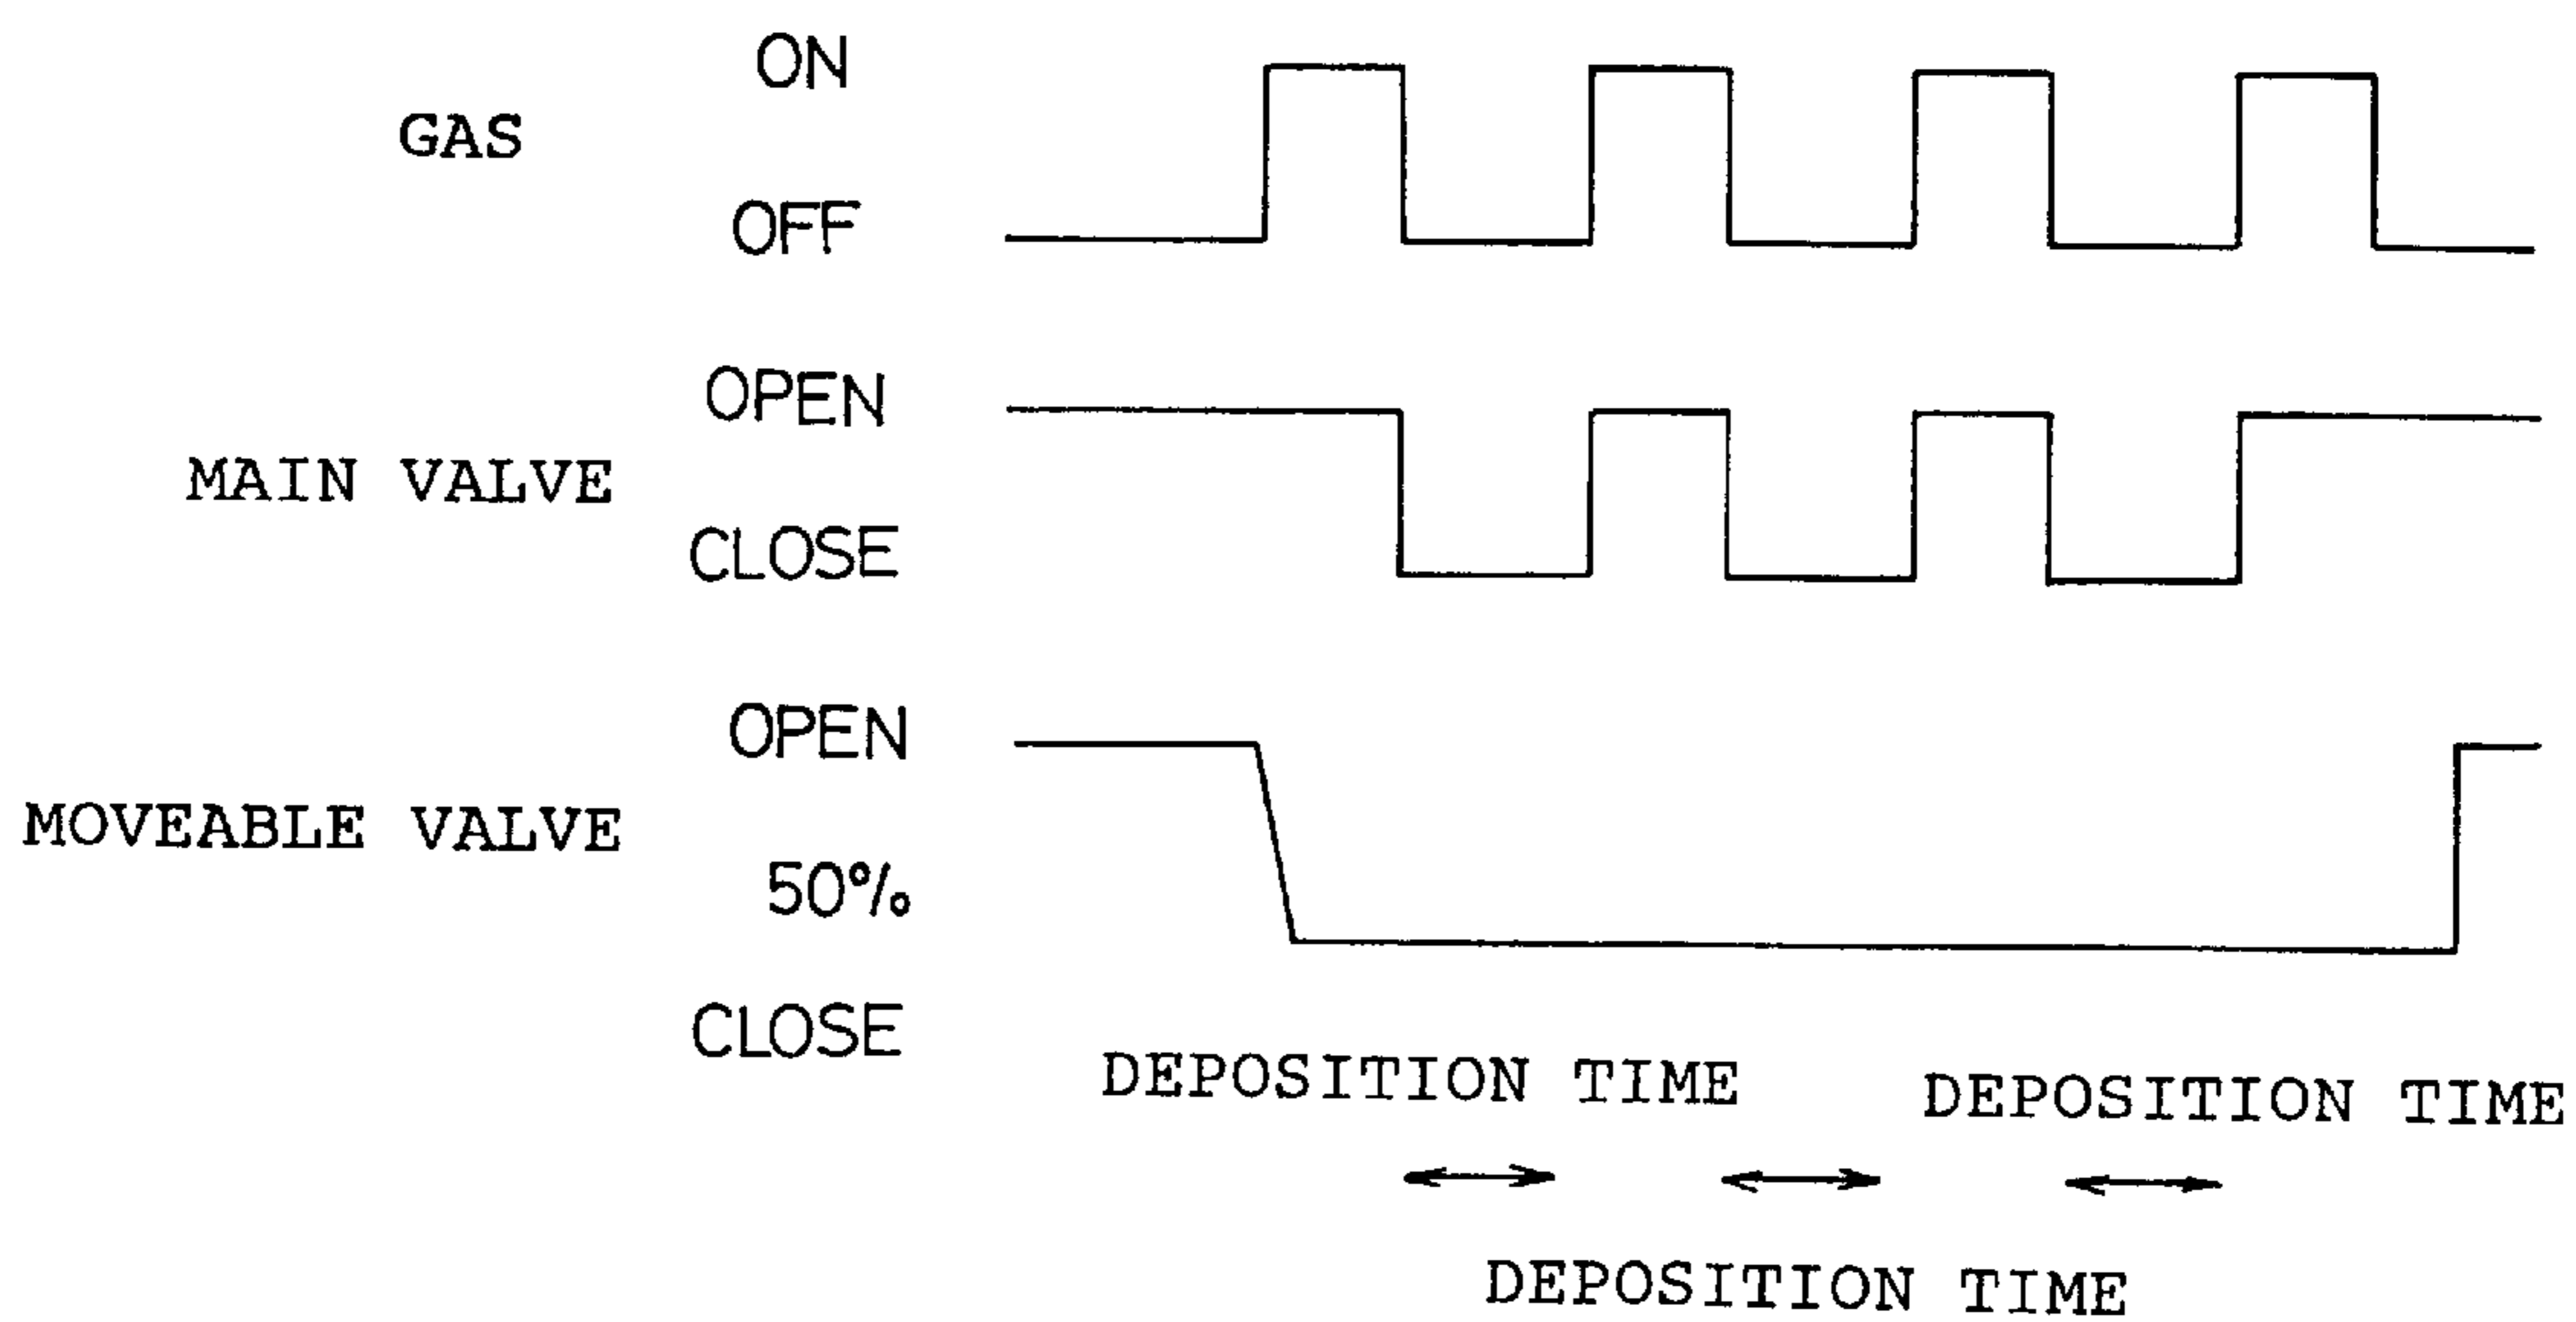 ON
GAS
OFF
OPEN
MAIN VALVE
CLOSE
OPEN
MOVEABLE VALVE
50%
CLOSE
DEPOSITION TIME
DEPOSITION TIME
DEPOSITION TIME